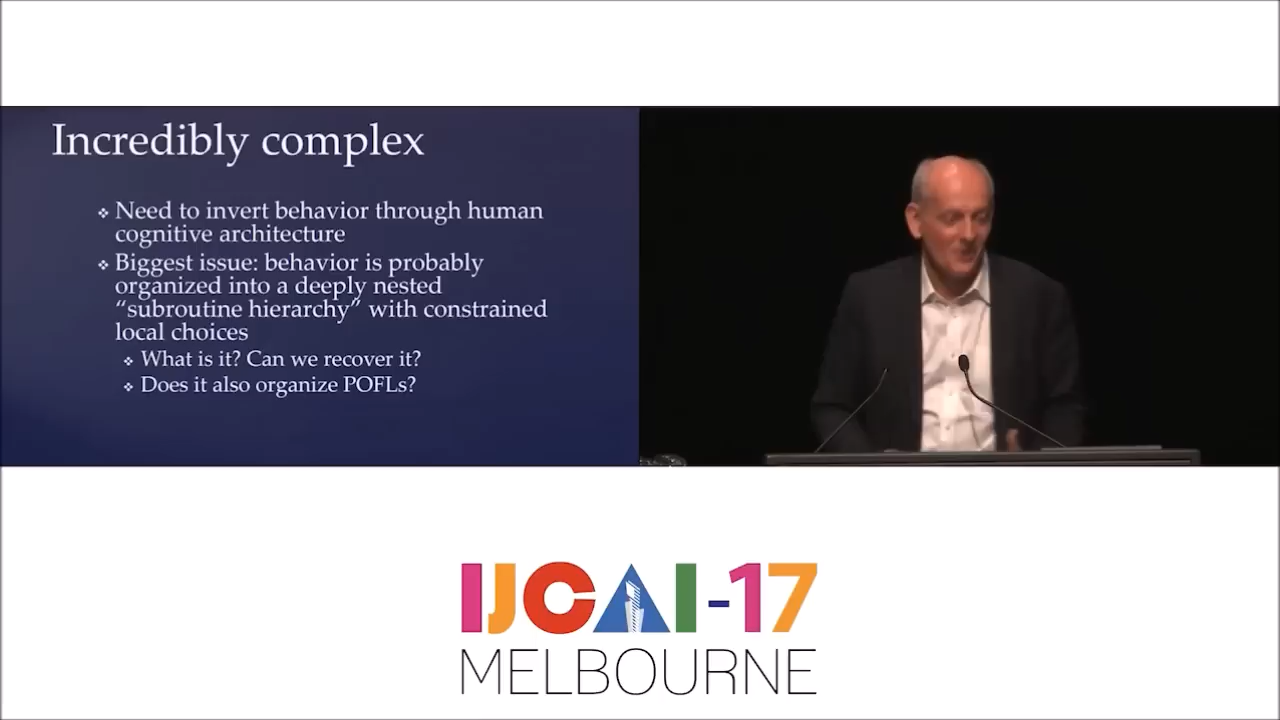 Incredibly complex
❖ Need to invert behavior through human
cognitive architecture
❖ Biggest issue: behavior is probably
organized into a deeply nested
“subroutine hierarchy” with constrained
local choices
❖ What is it? Can we recover it?
❖ Does it also organize POFLs?
IJCAI-17
MELBOURNE